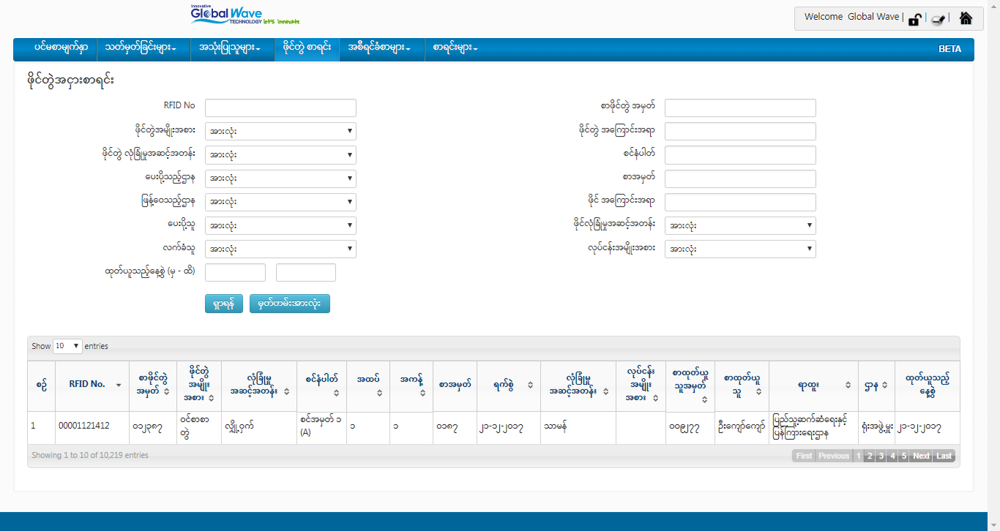 Innovative
Global Wave
TECHNOLOGY let's innovate
Welcome Global Wave | | |
ပင်မစာမျက်နှာ သတ်မှတ်ခြင်းများ အသုံးပြုသူများ ဖိုင်တွဲ စာရင်း အစီရင်ခံစာများ စာရင်းများ BETA
ဖိုင်တွဲအငှားစာရင်း
RFID No စာဖိုင်တွဲ အမှတ်
ဖိုင်တွဲအမျိုးအစား အားလုံး ဖိုင်တွဲ အကြောင်းအရာ
ဖိုင်တွဲ လုံခြုံမှုအဆင့်အတန်း အားလုံး စင်နံပါတ်
ပေးပို့သည့်ဌာန အားလုံး စာအမှတ်
ဖြန့်ဝေသည့်ဌာန အားလုံး ဖိုင် အကြောင်းအရာ
ပေးပို့သူ အားလုံး ဖိုင်လုံခြုံမှုအဆင့်အတန်း အားလုံး
လက်ခံသူ အားလုံး လုပ်ငန်းအမျိုးအစား အားလုံး
ထုတ်ယူသည့်နေ့စွဲ (မှ - ထိ)
ရှာရန် မှတ်တမ်းအားလုံး
Show 10 entries
စဉ် RFID No. စာဖိုင်တွဲ အမှတ် ဖိုင်တွဲ အမျိုး အစား လုံခြုံမှု အဆင့်အတန်း စင်နံပါတ် အထပ် အကန့် စာအမှတ် ရက်စွဲ လုံခြုံမှု အဆင့်အတန်း လုပ်ငန်း အမျိုး အစား စာထုတ်ယူ သူအမှတ် စာထုတ်ယူ သူ ရာထူး ဌာန ထုတ်ယူသည့် နေ့စွဲ
1 00001121412 ၀၁၂၃၈၇ ဝင်စာစာ တွဲ လျှို့ဝှက် စင်အမှတ် ၁ (A) ၁ ၁ ၀၁၈၇ ၂၁-၁၂-၂၀၁၇ သာမန် ၀၀၉၂၇၇ ဦးကျော်ကျော် ပြည်သူ့ဆက်ဆံရေးနှင့် ပြန်ကြားရေးဌာန ရုံးအဖွဲ့မှူး ၂၁-၁၂-၂၀၁၇
Showing 1 to 10 of 10,219 entries First Previous 1 2 3 4 5 Next Last